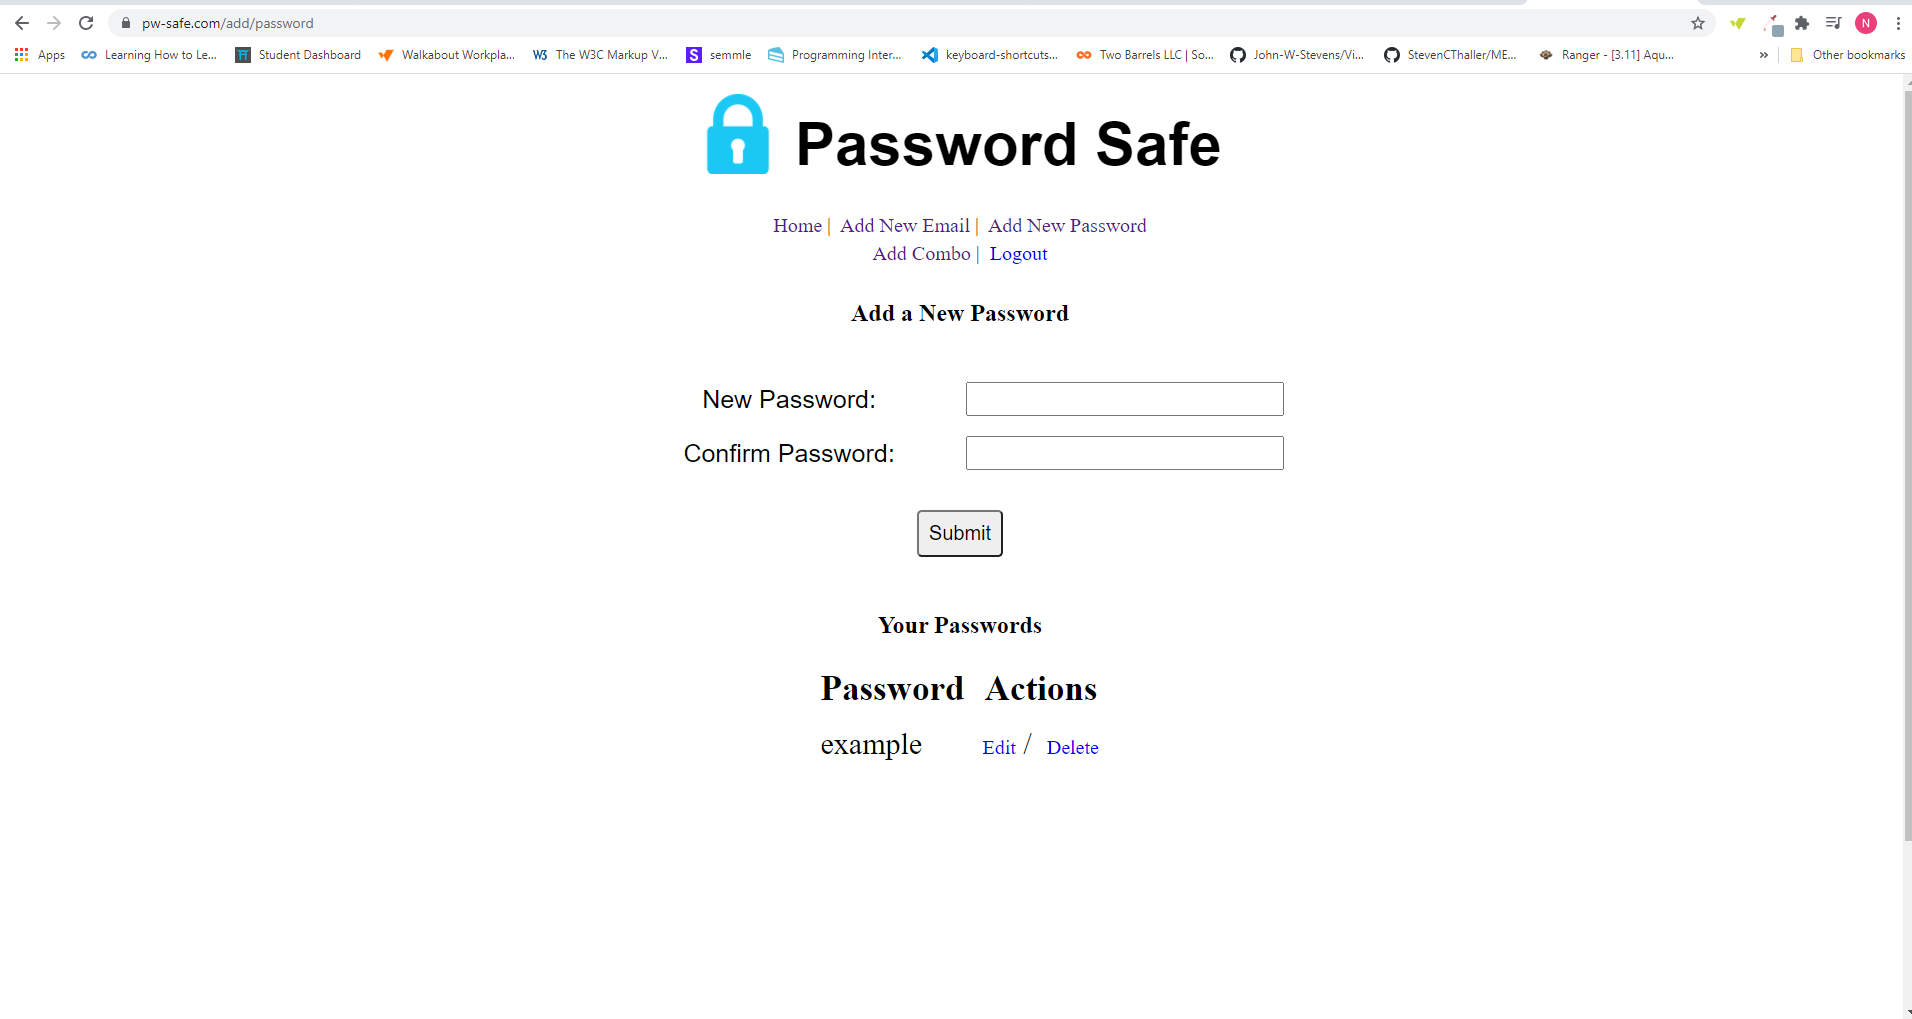 pw-safe.com/add/password
N
Apps Learning How to Le... Student Dashboard Walkabout Workpla... W3 The W3C Markup V... S semmle Programming Inter... keyboard-shortcuts... Two Barrels LLC | So... John-W-Stevens/Vi... StevenCThaller/ME... Ranger - [3.11] Aqu... » Other bookmarks
Password Safe
Home | Add New Email | Add New Password
Add Combo | Logout
Add a New Password
New Password:
Confirm Password:
Submit
Your Passwords
Password Actions
example Edit / Delete